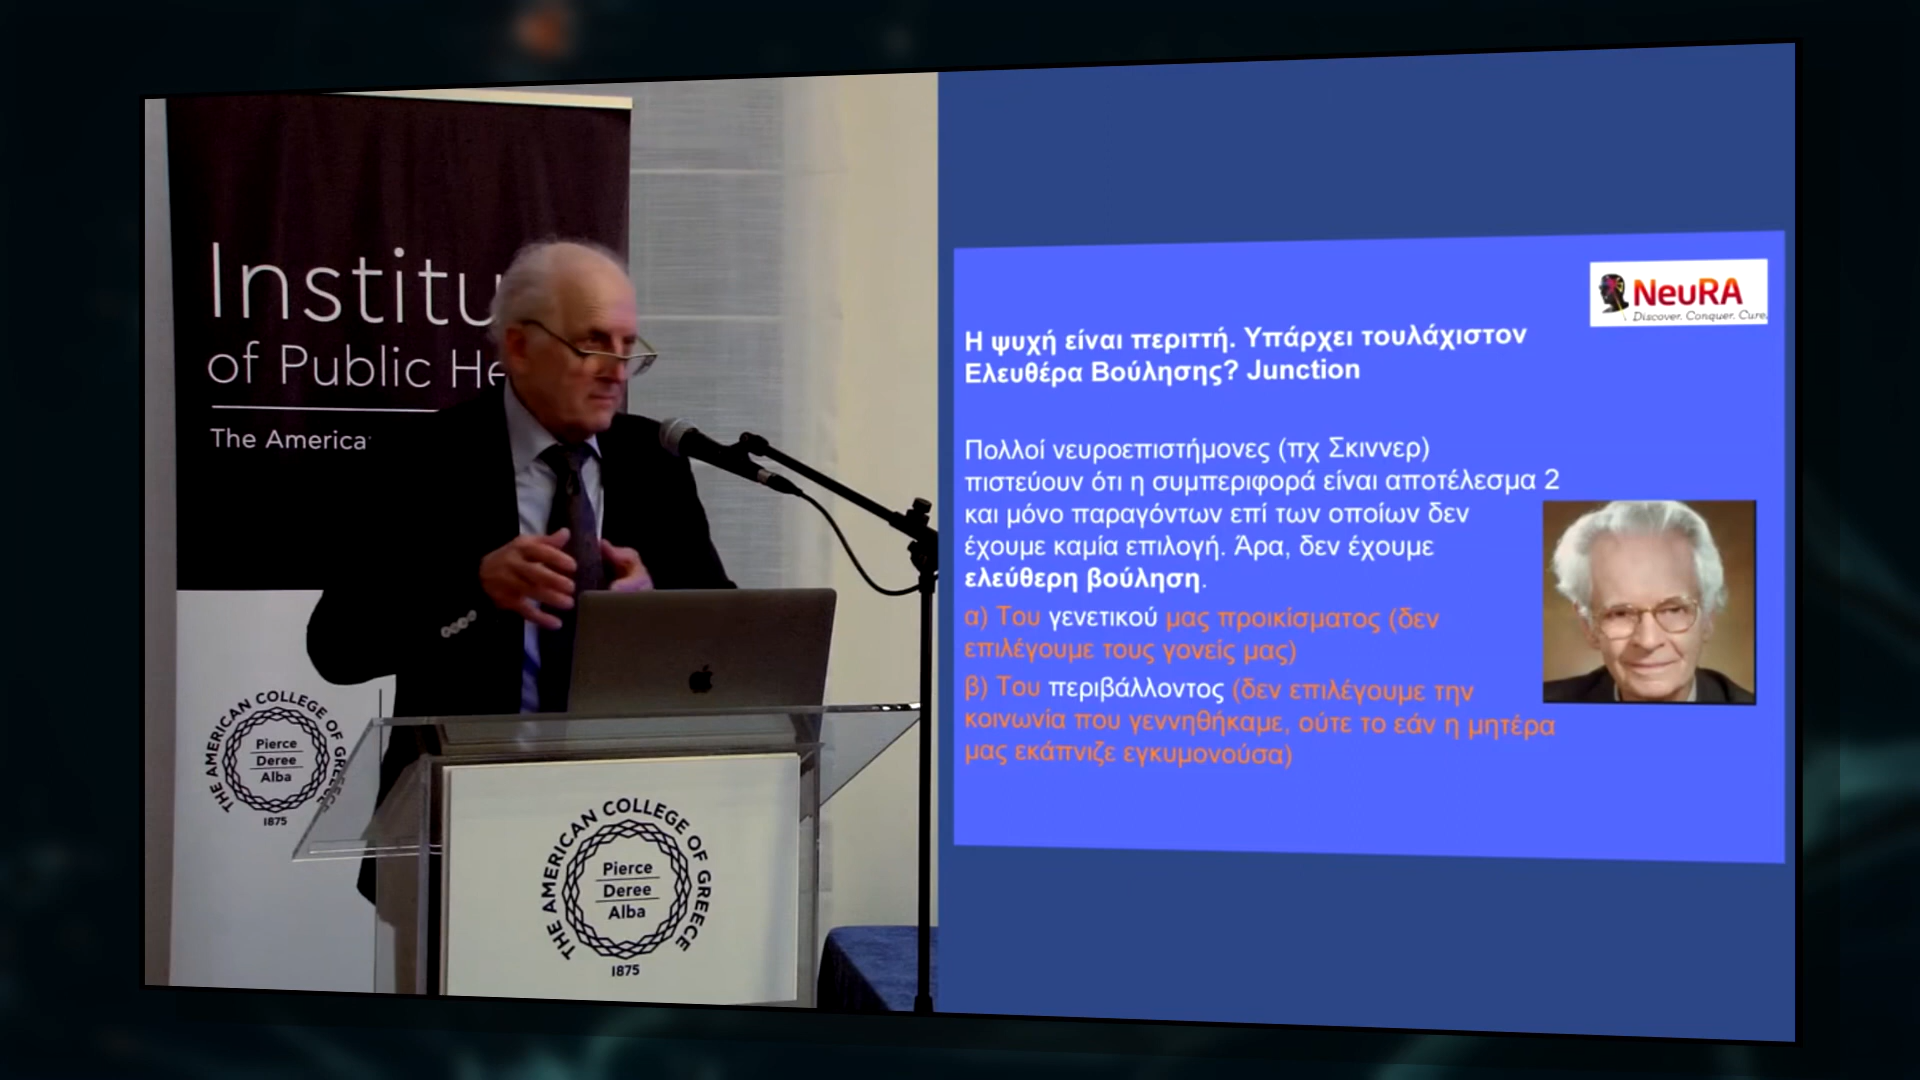 Institu
of Public He
The America
THE AMERICAN COLLEGE OF GREECE
Pierce
Deree
Alba
1875
THE AMERICAN COLLEGE OF GREECE
Pierce
Deree
Alba
1875
NeuRA
Discover. Conquer. Cure.
Η ψυχή είναι περιττή. Υπάρχει τουλάχιστον
Ελευθέρα Βούλησης? Junction
Πολλοί νευροεπιστήμονες (πχ Σκιννερ)
πιστεύουν ότι η συμπεριφορά είναι αποτέλεσμα 2
και μόνο παραγόντων επί των οποίων δεν
έχουμε καμία επιλογή. Άρα, δεν έχουμε
ελεύθερη βούληση.
α) Του γενετικού μας προικίσματος (δεν
επιλέγουμε τους γονείς μας)
β) Του περιβάλλοντος (δεν επιλέγουμε την
κοινωνία που γεννηθήκαμε, ούτε το εάν η μητέρα
μας εκάπνιζε εγκυμονούσα)